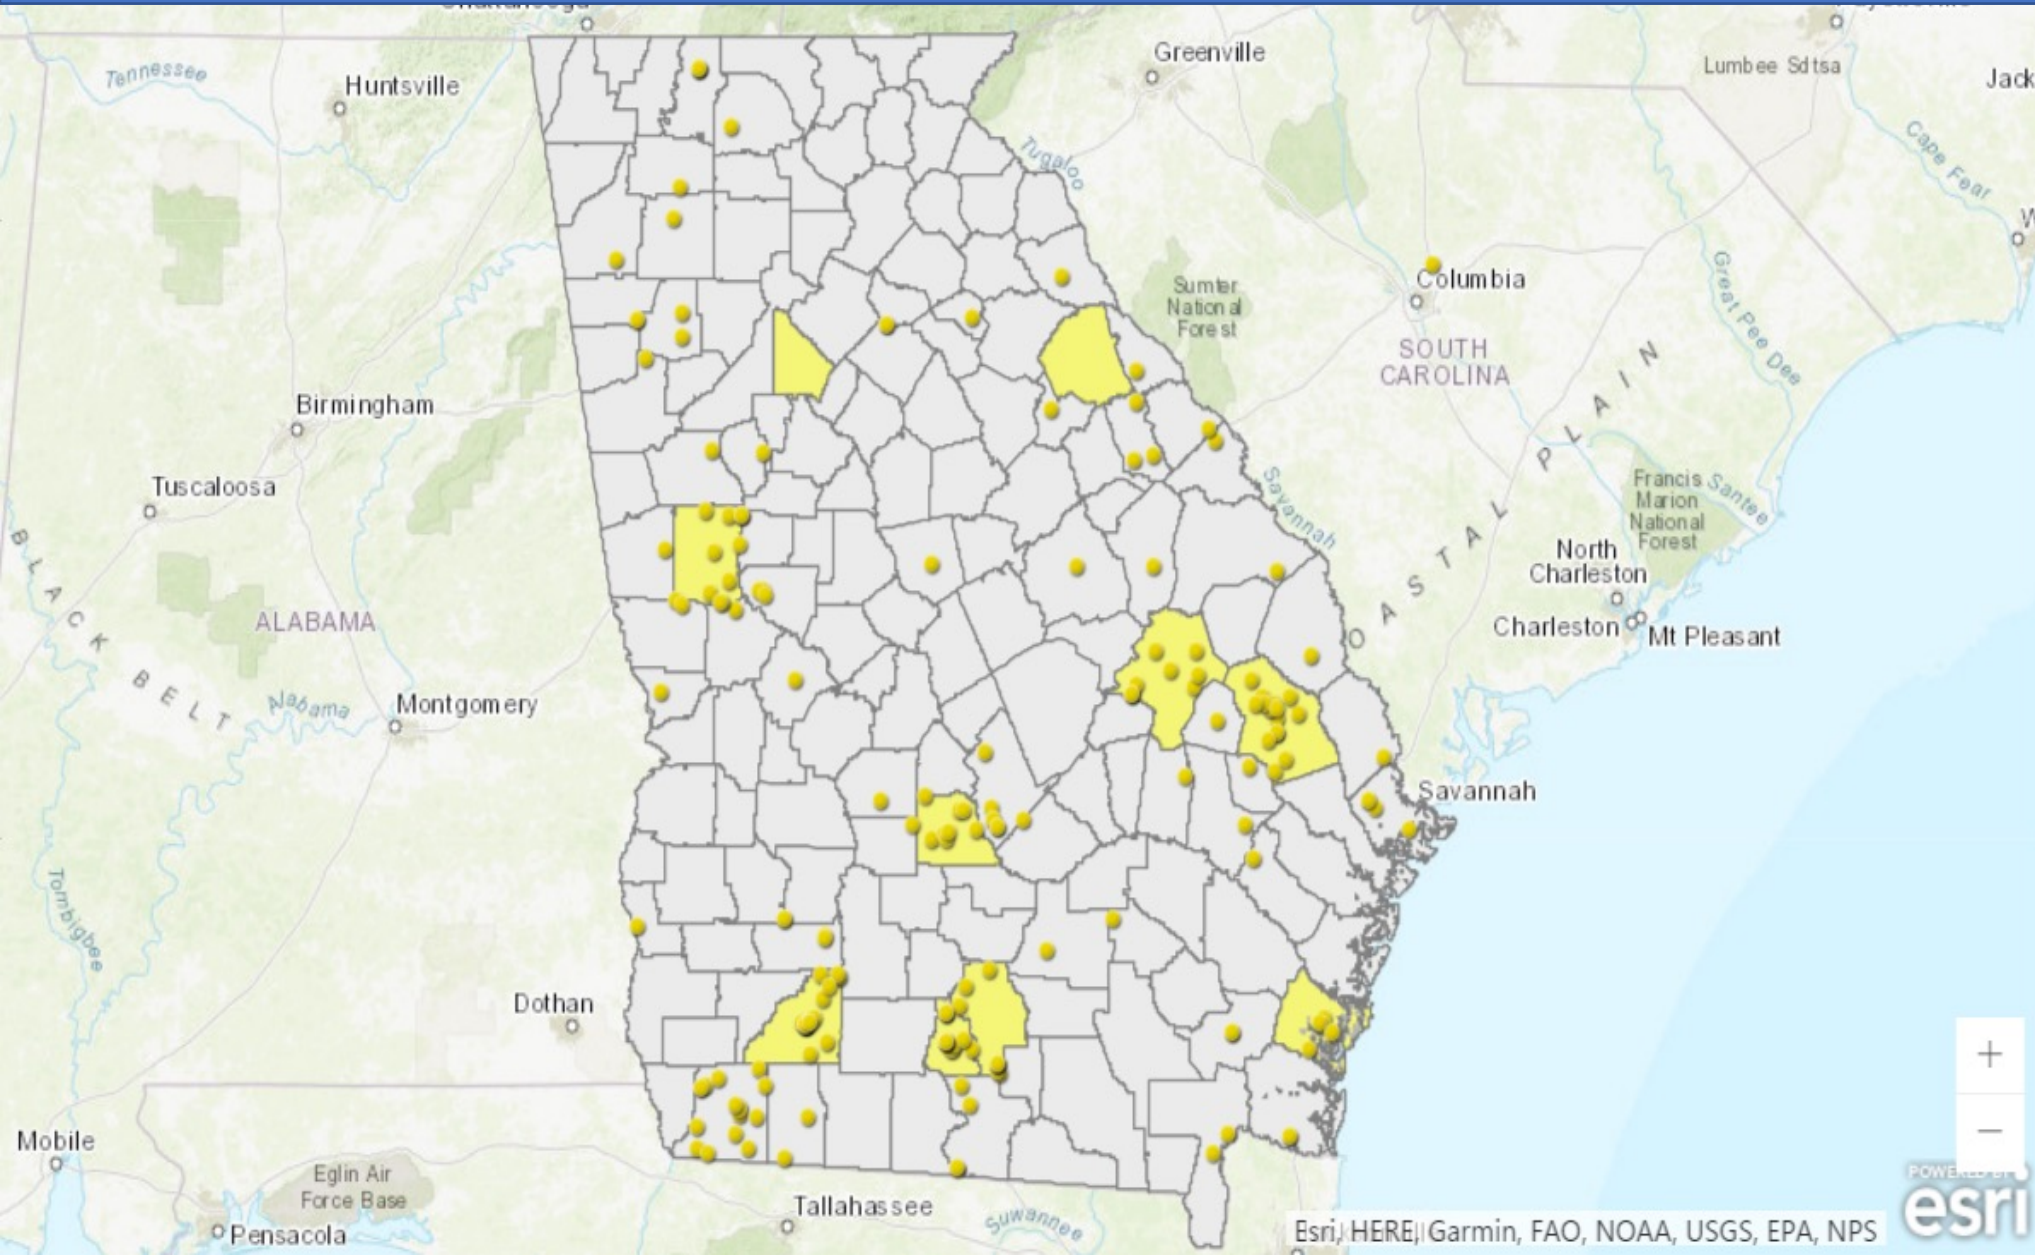 Greenville
Lumbee Sdtsa
Tennessee
Huntsville
Jack
Cape Fear
Tugaloo
Sumter
National
Forest
Columbia
Great Pee Dee
SOUTH
CAROLINA
Birmingham
COASTAL PLAIN
Tuscaloosa
Savannah
Francis
Marion
National
Forest
Santee
BLACK BELT
North
Charleston
ALABAMA
Charleston
Mt Pleasant
Alabama
Montgomery
Savannah
Tombigbee
Dothan
+
−
Mobile
Eglin Air
Force Base
POWERED BY
esri
Tallahassee
Suwannee
Pensacola
Esri, HERE, Garmin, FAO, NOAA, USGS, EPA, NPS